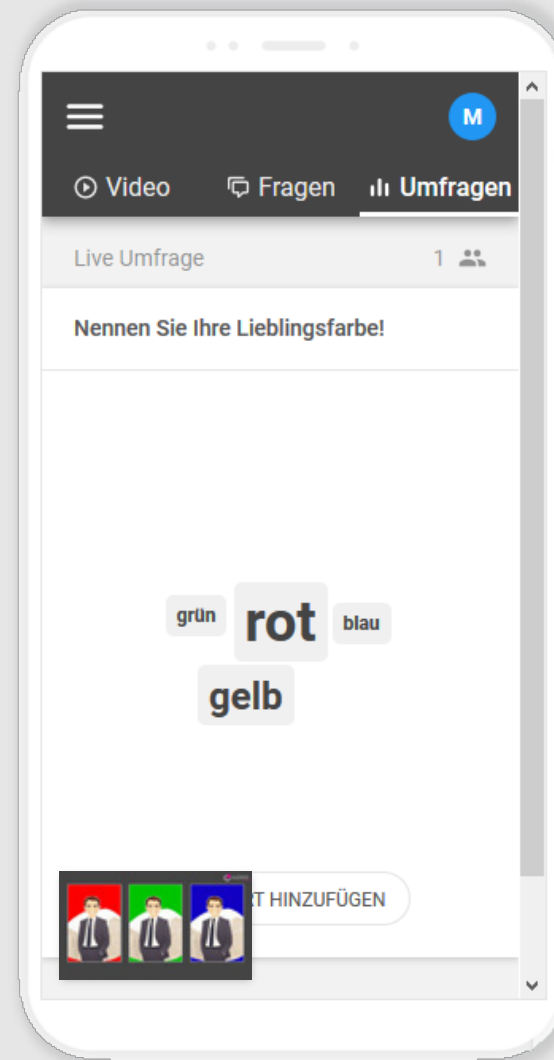 M
Video Fragen Umfragen
Live Umfrage 1
Nennen Sie Ihre Lieblingsfarbe!
grün rot blau
gelb
T HINZUFÜGEN